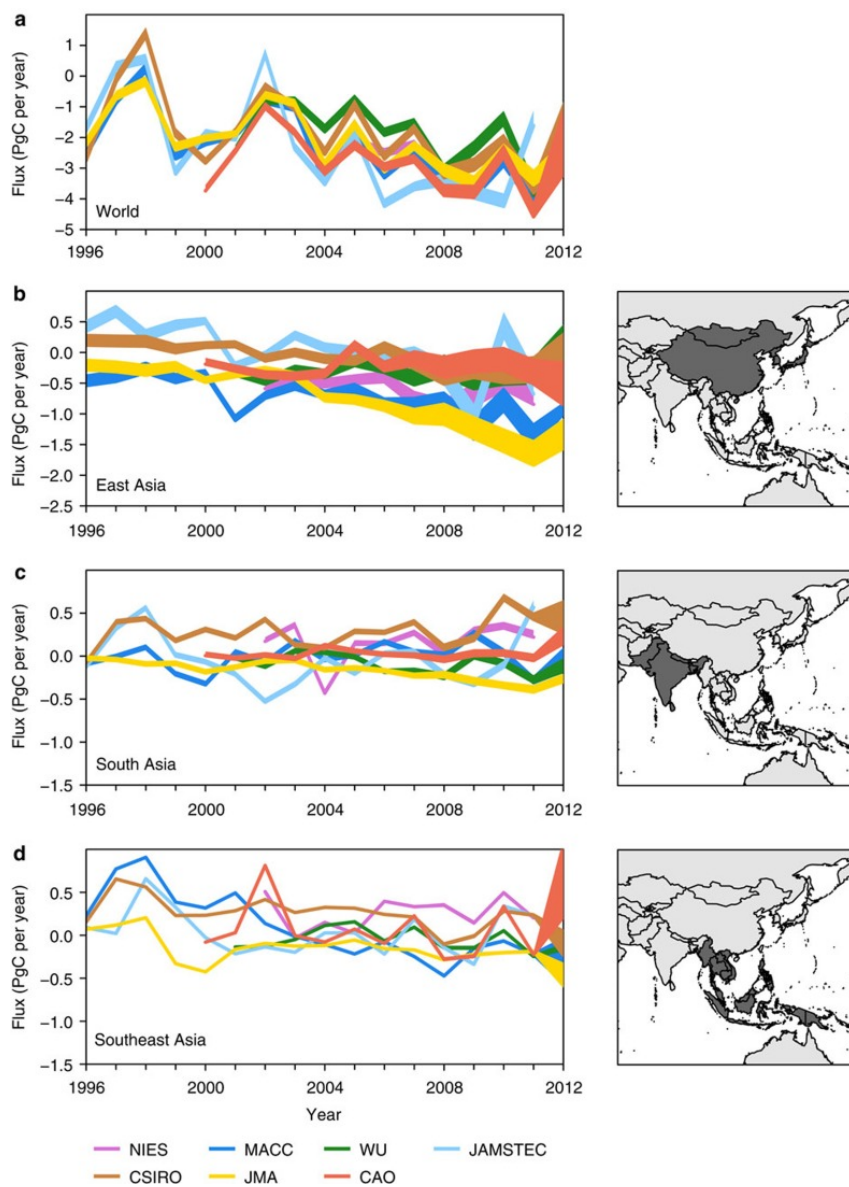 a
Flux (PgC per year)
1
0
−1
−2
−3
−4
−5
World
1996 2000 2004 2008 2012
b
Flux (PgC per year)
0.5
0.0
−0.5
−1.0
−1.5
−2.0
−2.5
East Asia
1996 2000 2004 2008 2012
c
Flux (PgC per year)
0.5
0.0
−0.5
−1.0
−1.5
South Asia
1996 2000 2004 2008 2012
d
Flux (PgC per year)
0.5
0.0
−0.5
−1.0
−1.5
Southeast Asia
1996 2000 2004 2008 2012
Year
NIES MACC WU JAMSTEC
CSIRO JMA CAO